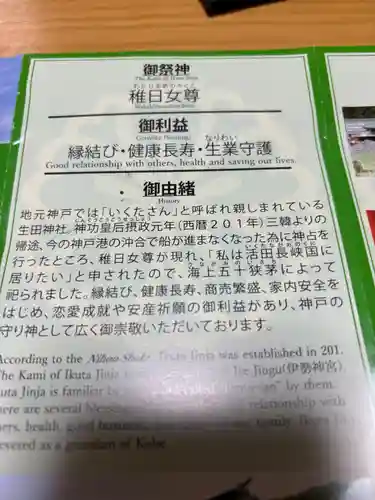 御祭神
The Kami of Ikuta Jinja
わかひるめのみこと
稚日女尊
御利益
なりわい
縁結び・健康長寿・生業守護
Good relationship with others, health and saving our lives.
御由緒
History
地元神戸では「いくたさん」と呼ばれ親しまれている
生田神社。神功皇后摂政元年(西暦201年)三韓よりの
帰途、今の神戸港の沖合で船が進まなくなった為に神占を
行ったところ、稚日女尊が現れ、「私は活田長峡国に
居りたい」と申されたので、海上五十狭茅によって
祀られました。縁結び、健康長寿、商売繁盛、家内安全を
はじめ、恋愛成就や安産祈願の御利益があり、神戸の
守り神として広く御崇敬いただいております。
According to the Nihon Shoki, Ikuta Jinja was established in 201.
The Kami of Ikuta Jinja Jingu(伊勢神宮)
uta Jinja is familiar by them.
here are several relationship with
ers, health, good and family.
evered as a guardian of Kobe